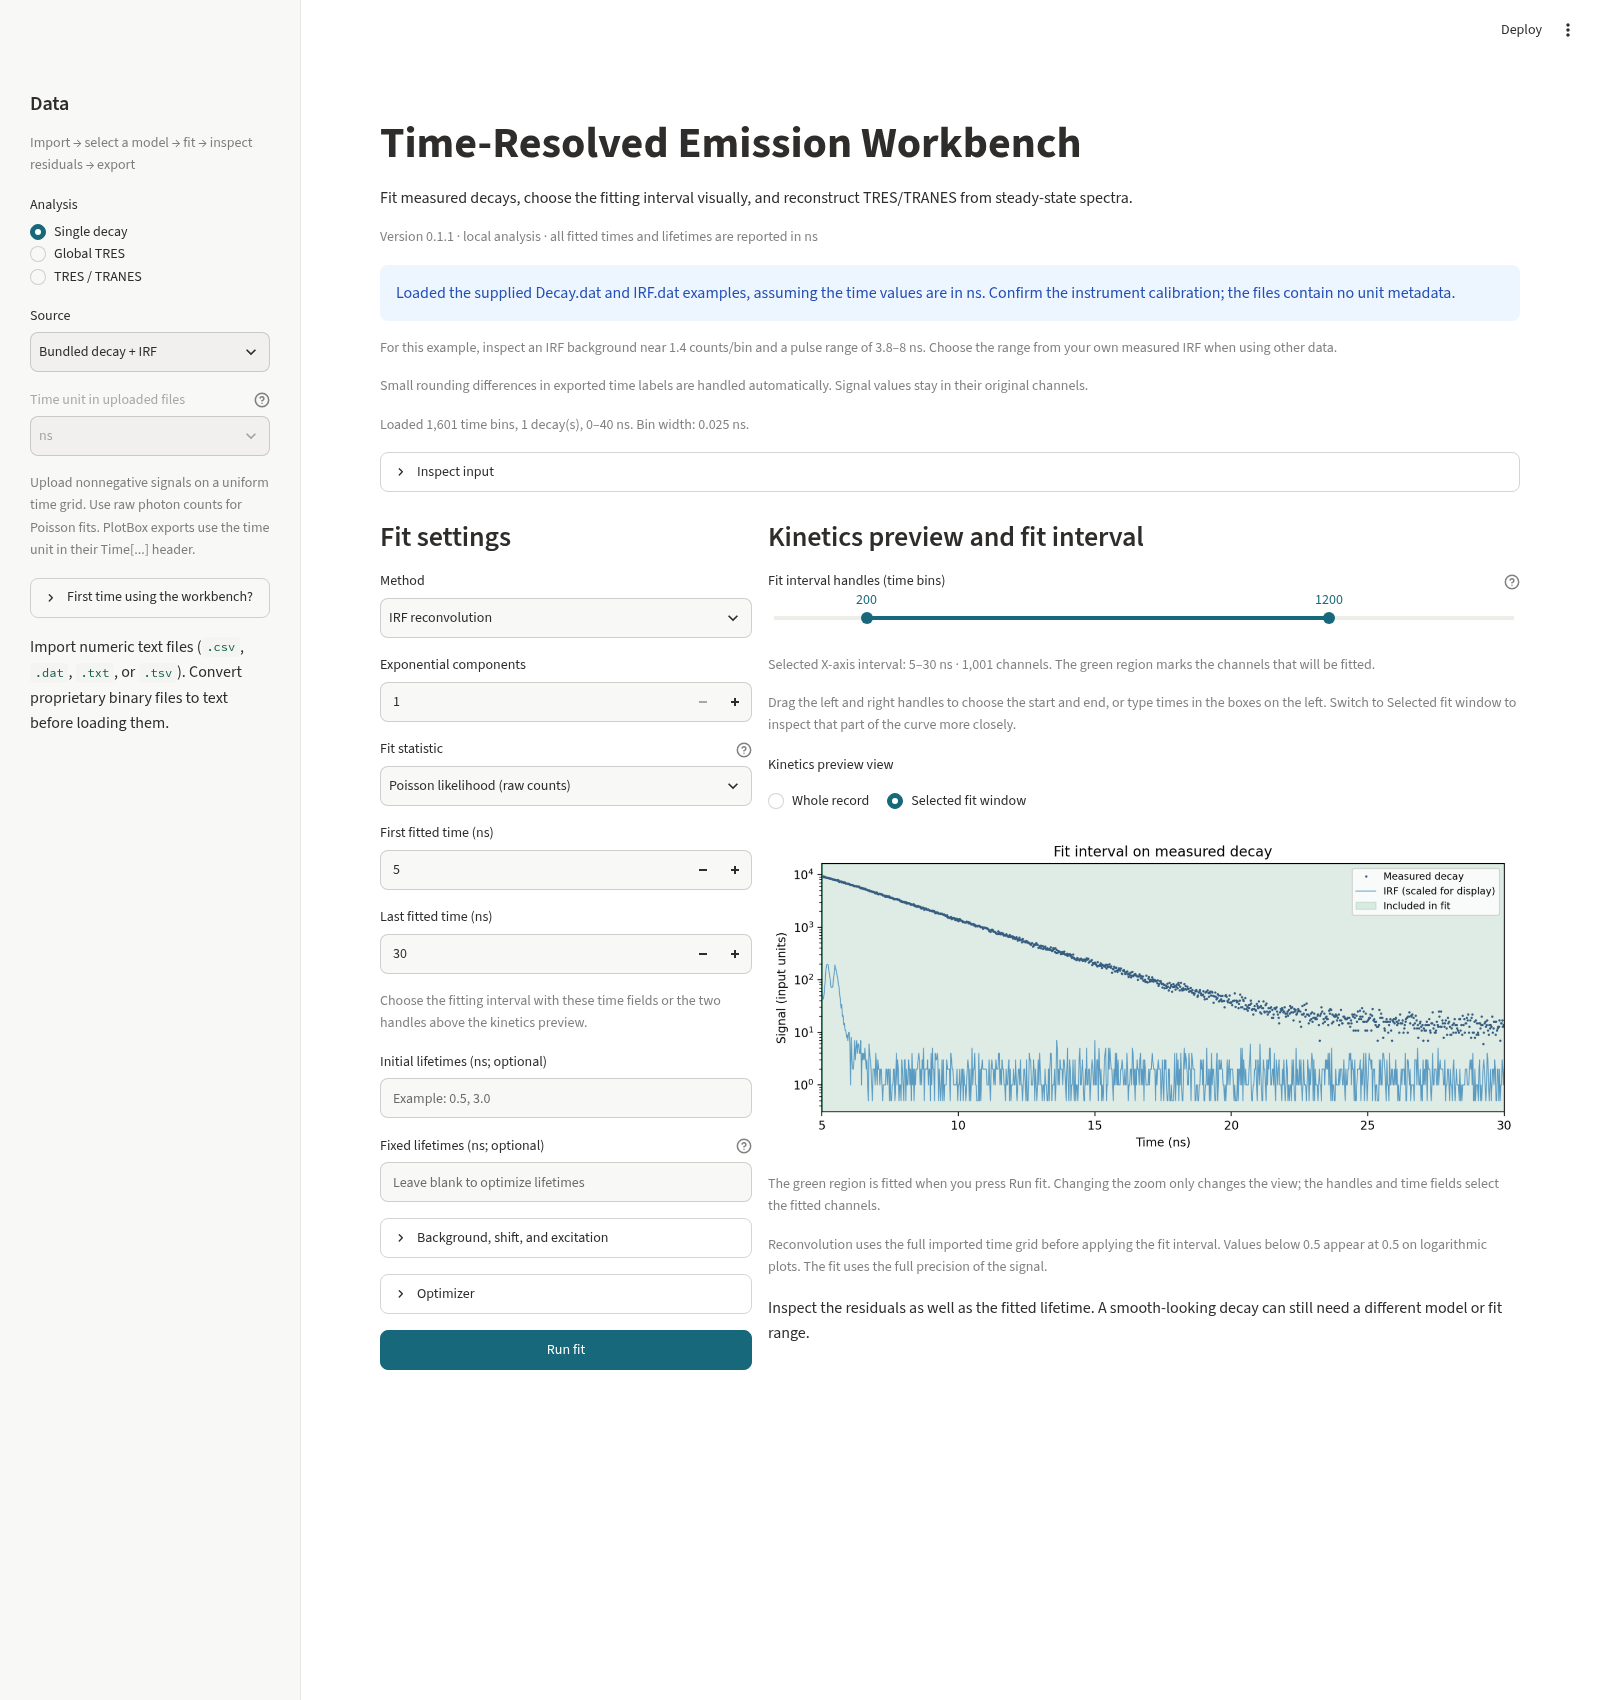 Deploy
Data
Import → select a model → fit → inspect
residuals → export
Analysis
Single decay
Global TRES
TRES / TRANES
Source
Bundled decay + IRF
Time unit in uploaded files
ns
Upload nonnegative signals on a uniform
time grid. Use raw photon counts for
Poisson fits. PlotBox exports use the time
unit in their Time[...] header.
First time using the workbench?
Import numeric text files ( .csv ,
.dat , .txt , or .tsv ). Convert
proprietary binary files to text
before loading them.
Time-Resolved Emission Workbench
Fit measured decays, choose the fitting interval visually, and reconstruct TRES/TRANES from steady-state spectra.
Version 0.1.1 · local analysis · all fitted times and lifetimes are reported in ns
Loaded the supplied Decay.dat and IRF.dat examples, assuming the time values are in ns. Confirm the instrument calibration; the files contain no unit metadata.
For this example, inspect an IRF background near 1.4 counts/bin and a pulse range of 3.8–8 ns. Choose the range from your own measured IRF when using other data.
Small rounding differences in exported time labels are handled automatically. Signal values stay in their original channels.
Loaded 1,601 time bins, 1 decay(s), 0–40 ns. Bin width: 0.025 ns.
Inspect input
Fit settings
Method
IRF reconvolution
Exponential components
1
Fit statistic
Poisson likelihood (raw counts)
First fitted time (ns)
5
Last fitted time (ns)
30
Choose the fitting interval with these time fields or the two
handles above the kinetics preview.
Initial lifetimes (ns; optional)
Example: 0.5, 3.0
Fixed lifetimes (ns; optional)
Leave blank to optimize lifetimes
Background, shift, and excitation
Optimizer
Run fit
Kinetics preview and fit interval
Fit interval handles (time bins)
200
1200
Selected X-axis interval: 5–30 ns · 1,001 channels. The green region marks the channels that will be fitted.
Drag the left and right handles to choose the start and end, or type times in the boxes on the left. Switch to Selected fit window to
inspect that part of the curve more closely.
Kinetics preview view
Whole record
Selected fit window
Fit interval on measured decay
Measured decay
IRF (scaled for display)
Included in fit
Signal (input units)
10⁴
10³
10²
10¹
10⁰
5
10
15
20
25
30
Time (ns)
The green region is fitted when you press Run fit. Changing the zoom only changes the view; the handles and time fields select
the fitted channels.
Reconvolution uses the full imported time grid before applying the fit interval. Values below 0.5 appear at 0.5 on logarithmic
plots. The fit uses the full precision of the signal.
Inspect the residuals as well as the fitted lifetime. A smooth-looking decay can still need a different model or fit
range.